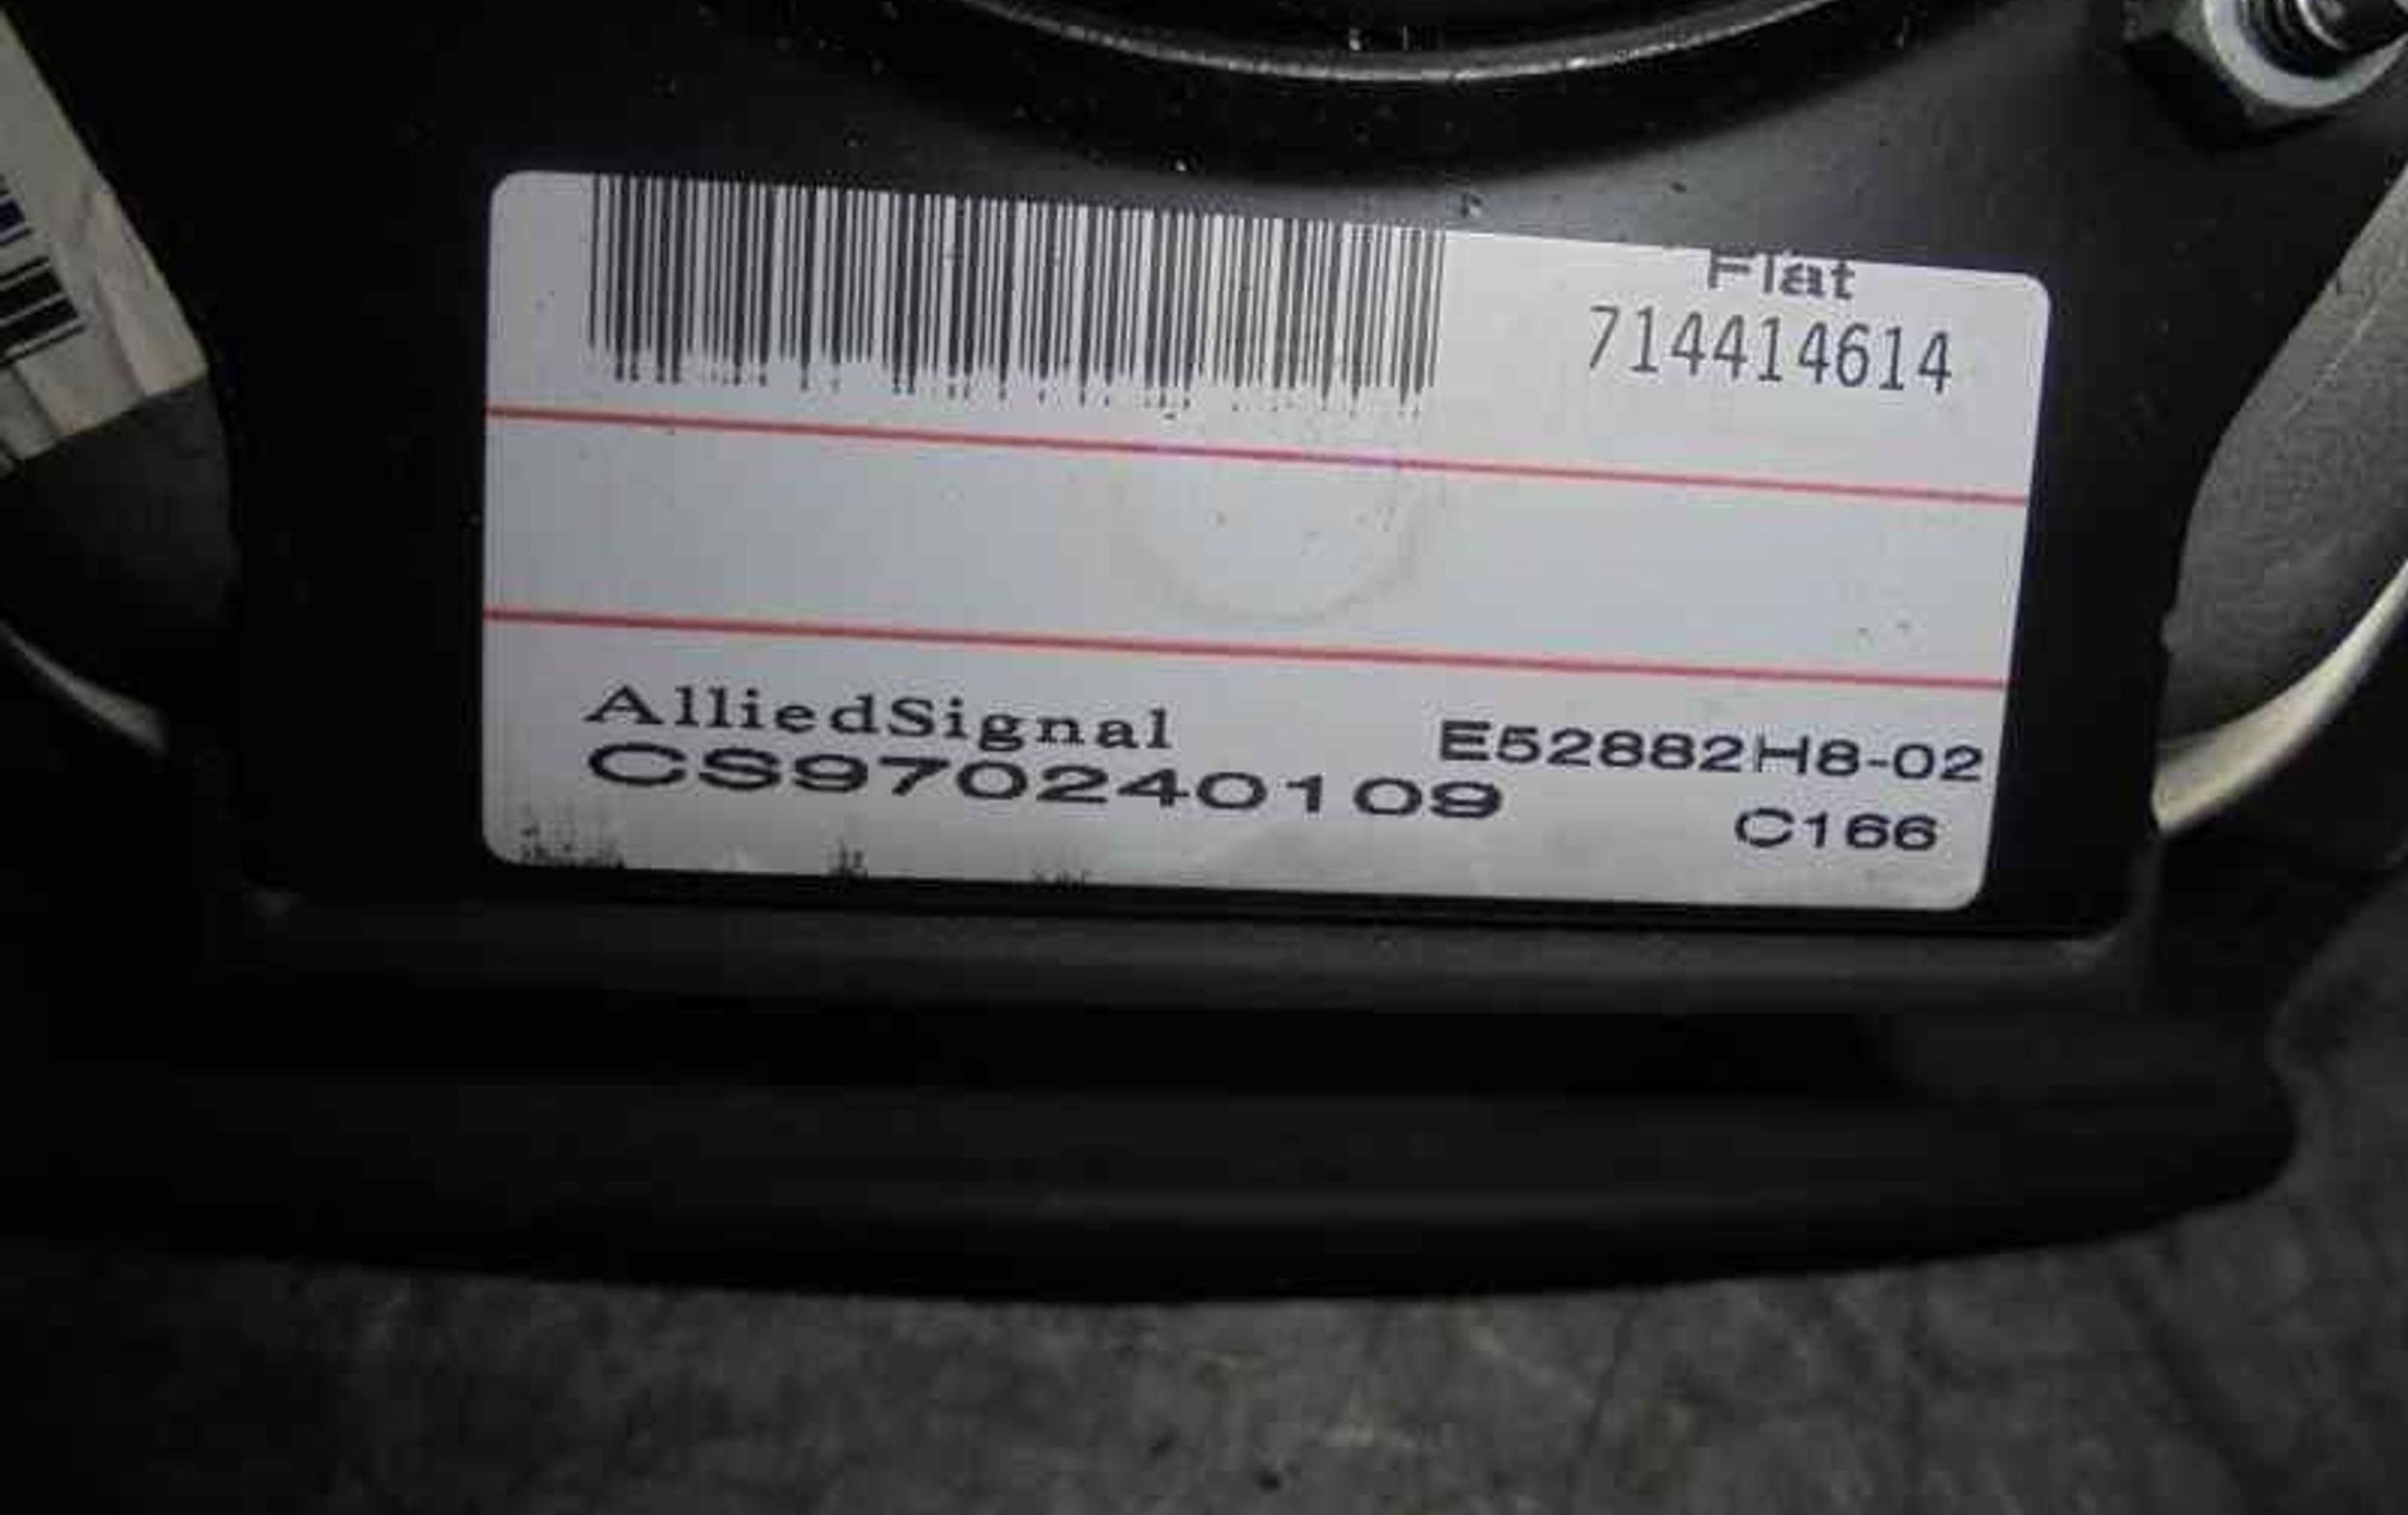 Fiat
714414614
AlliedSignal
E52882H8-02
CS970240109
C166